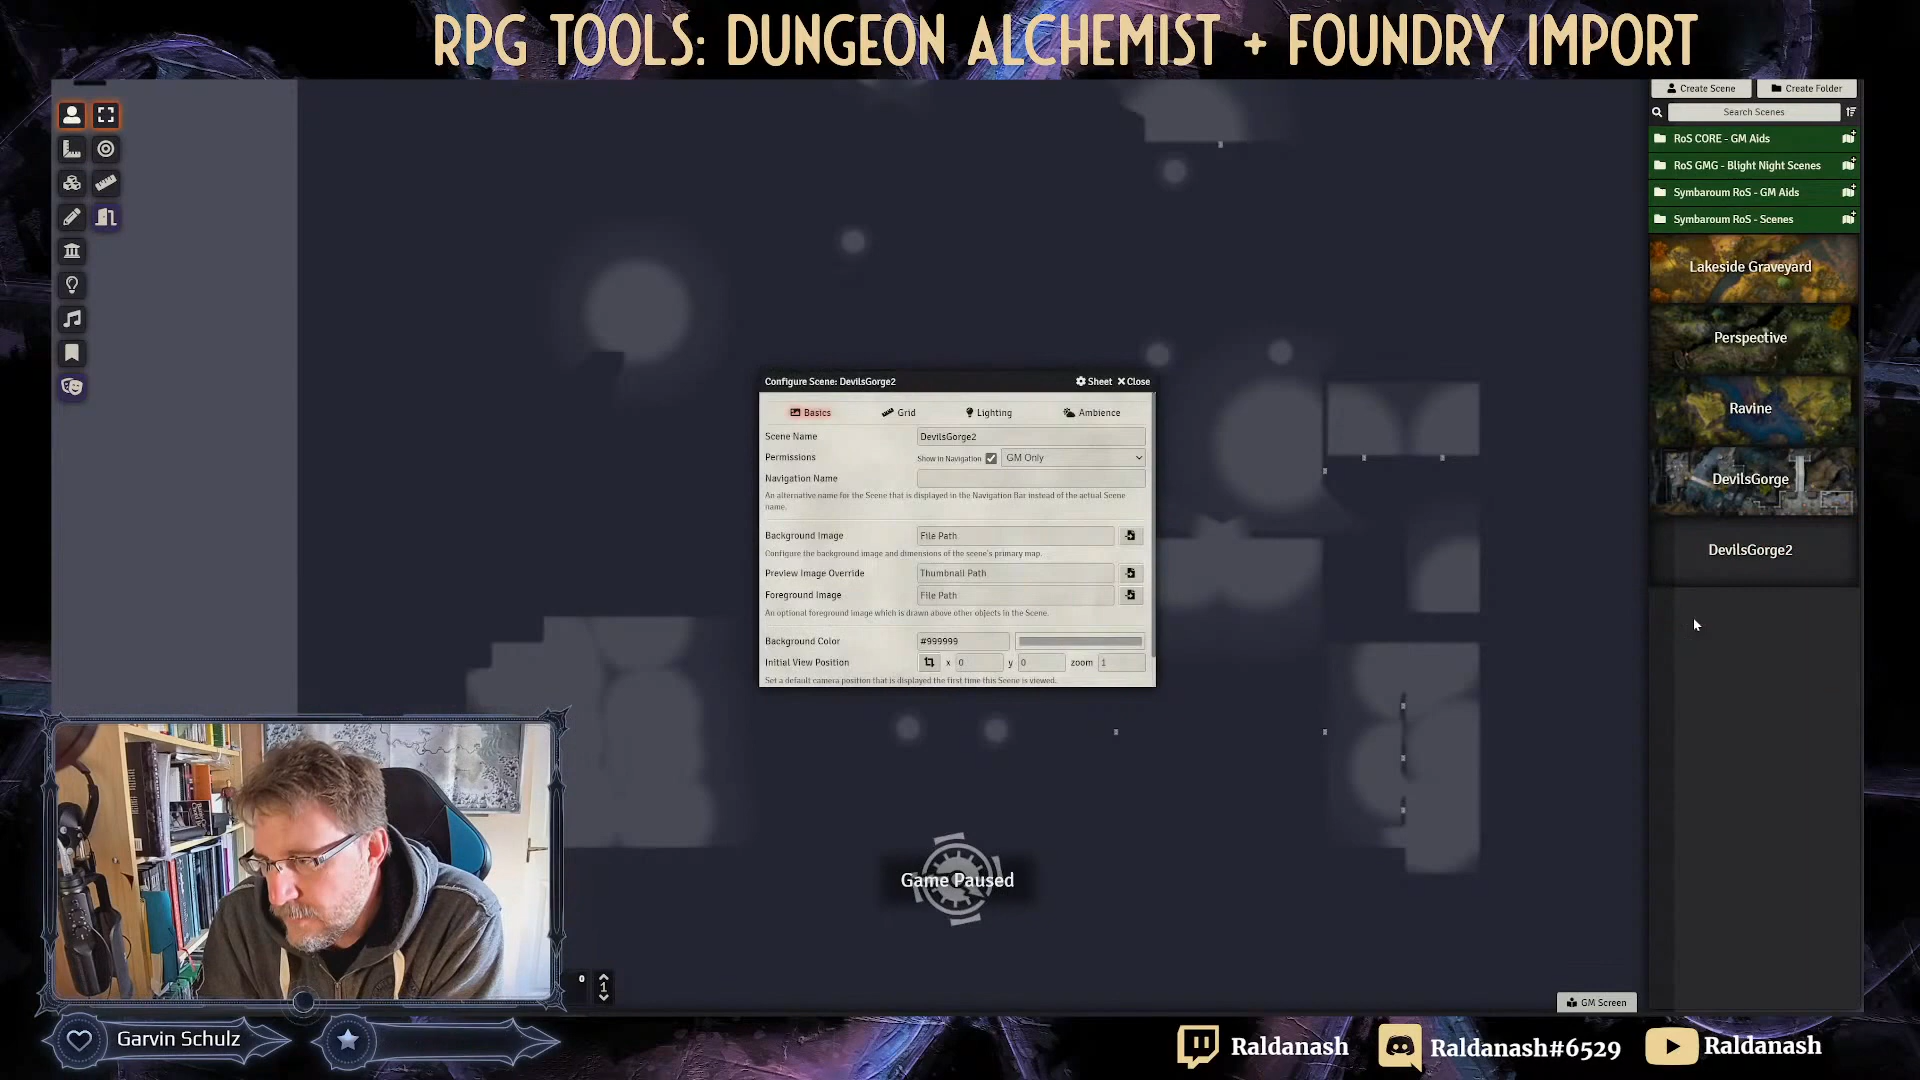 RPG TOOLS: DUNGEON ALCHEMIST + FOUNDRY IMPORT
Create Scene
Create Folder
Search Scenes
RoS CORE - GM Aids
RoS GMG - Blight Night Scenes
Symbaroum RoS - GM Aids
Symbaroum RoS - Scenes
Lakeside Graveyard
Perspective
Ravine
DevilsGorge
DevilsGorge2
Configure Scene: DevilsGorge2
Sheet
Close
Basics
Grid
Lighting
Ambience
Scene Name
DevilsGorge2
Permissions
Show in Navigation
GM Only
Navigation Name
An alternative name for the Scene that is displayed in the Navigation Bar instead of the actual Scene
name.
Background Image
File Path
Configure the background image and dimensions of the scene's primary map.
Preview Image Override
Thumbnail Path
Foreground Image
File Path
An optional foreground image which is drawn above other objects in the Scene.
Background Color
#999999
Initial View Position
x 0
y 0
zoom 1
Set a default camera position that is displayed the first time this Scene is viewed.
Game Paused
0
1
GM Screen
Garvin Schulz
Raldanash
Raldanash#6529
Raldanash